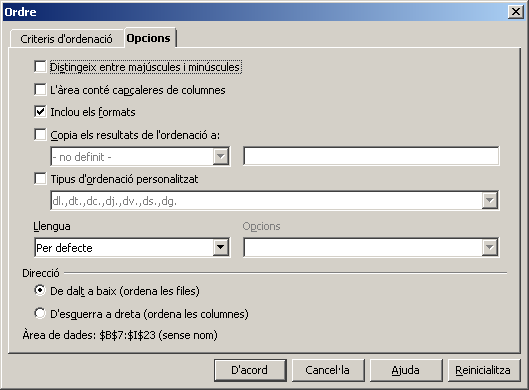 Ordre
Criteris d'ordenació
Opcions
Distingeix entre majúscules i minúscules
L'àrea conté capçaleres de columnes
Inclou els formats
Copia els resultats de l'ordenació a:
- no definit -
Tipus d'ordenació personalitzat
dl.,dt.,dc.,dj.,dv.,ds.,dg.
Llengua
Opcions
Per defecte
Direcció
De dalt a baix (ordena les files)
D'esquerra a dreta (ordena les columnes)
Àrea de dades: $B$7:$I$23 (sense nom)
D'acord
Cancel·la
Ajuda
Reinicialitza